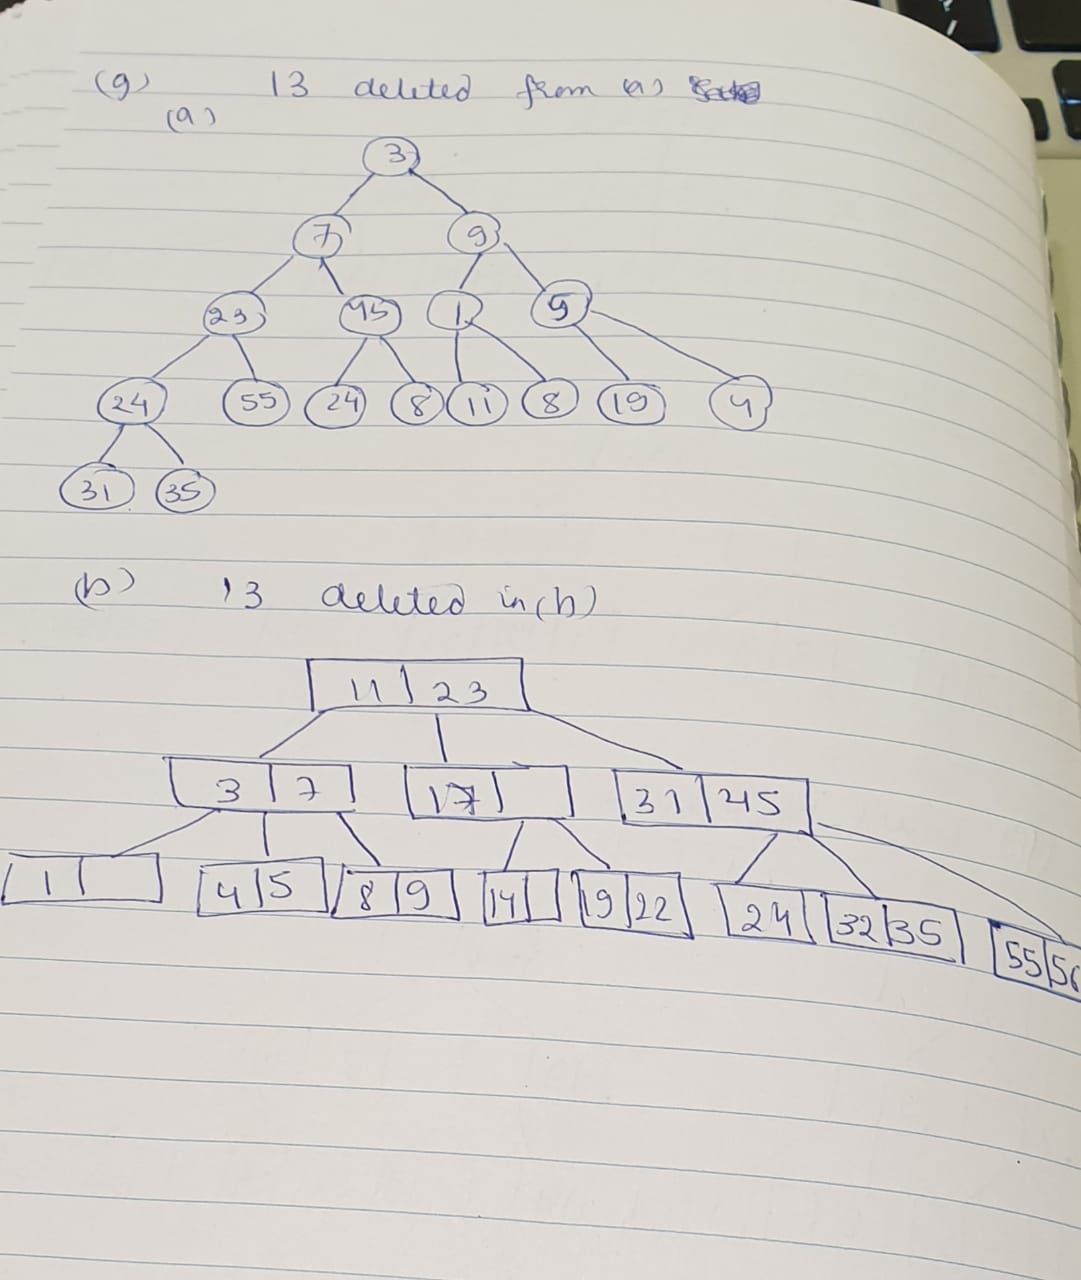 (g) 13 deleted from (a)
(a)
3
7 9
23 45 1 5
24 55 24 8 11 8 19 4
31 35
(b) 13 deleted in (b)
11 23
3 7 17 31 45
1 4 5 8 9 14 19 22 24 32 35 55 56